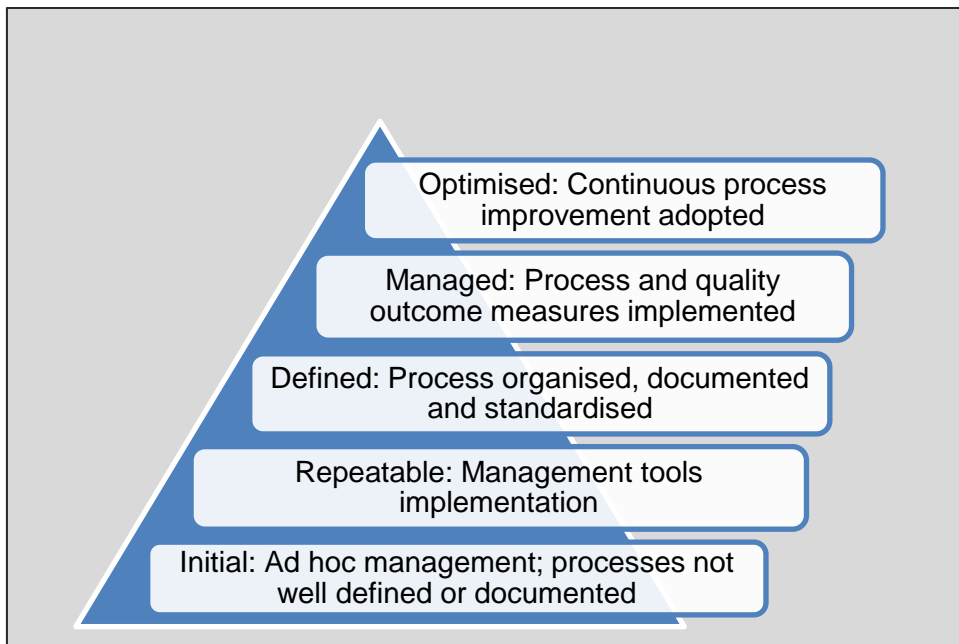 Optimised: Continuous process
improvement adopted
Managed: Process and quality
outcome measures implemented
Defined: Process organised, documented
and standardised
Repeatable: Management tools
implementation
Initial: Ad hoc management; processes not
well defined or documented